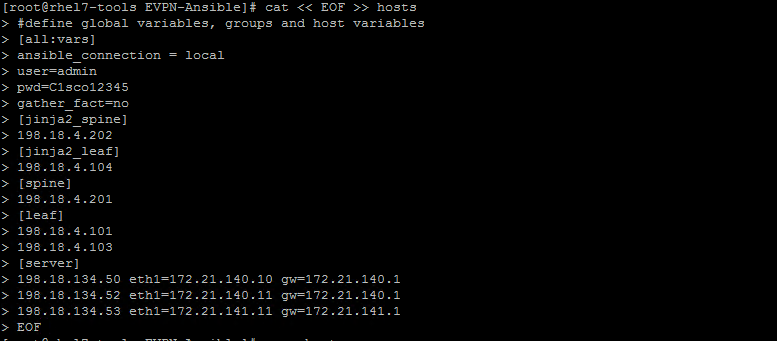 [root@rhel7-tools EVPN-Ansible]# cat << EOF >> hosts
> #define global variables, groups and host variables
> [all:vars]
> ansible_connection = local
> user=admin
> pwd=C1sco12345
> gather_fact=no
> [jinja2_spine]
> 198.18.4.202
> [jinja2_leaf]
> 198.18.4.104
> [spine]
> 198.18.4.201
> [leaf]
> 198.18.4.101
> 198.18.4.103
> [server]
> 198.18.134.50 eth1=172.21.140.10 gw=172.21.140.1
> 198.18.134.52 eth1=172.21.140.11 gw=172.21.140.1
> 198.18.134.53 eth1=172.21.141.11 gw=172.21.141.1
> EOF